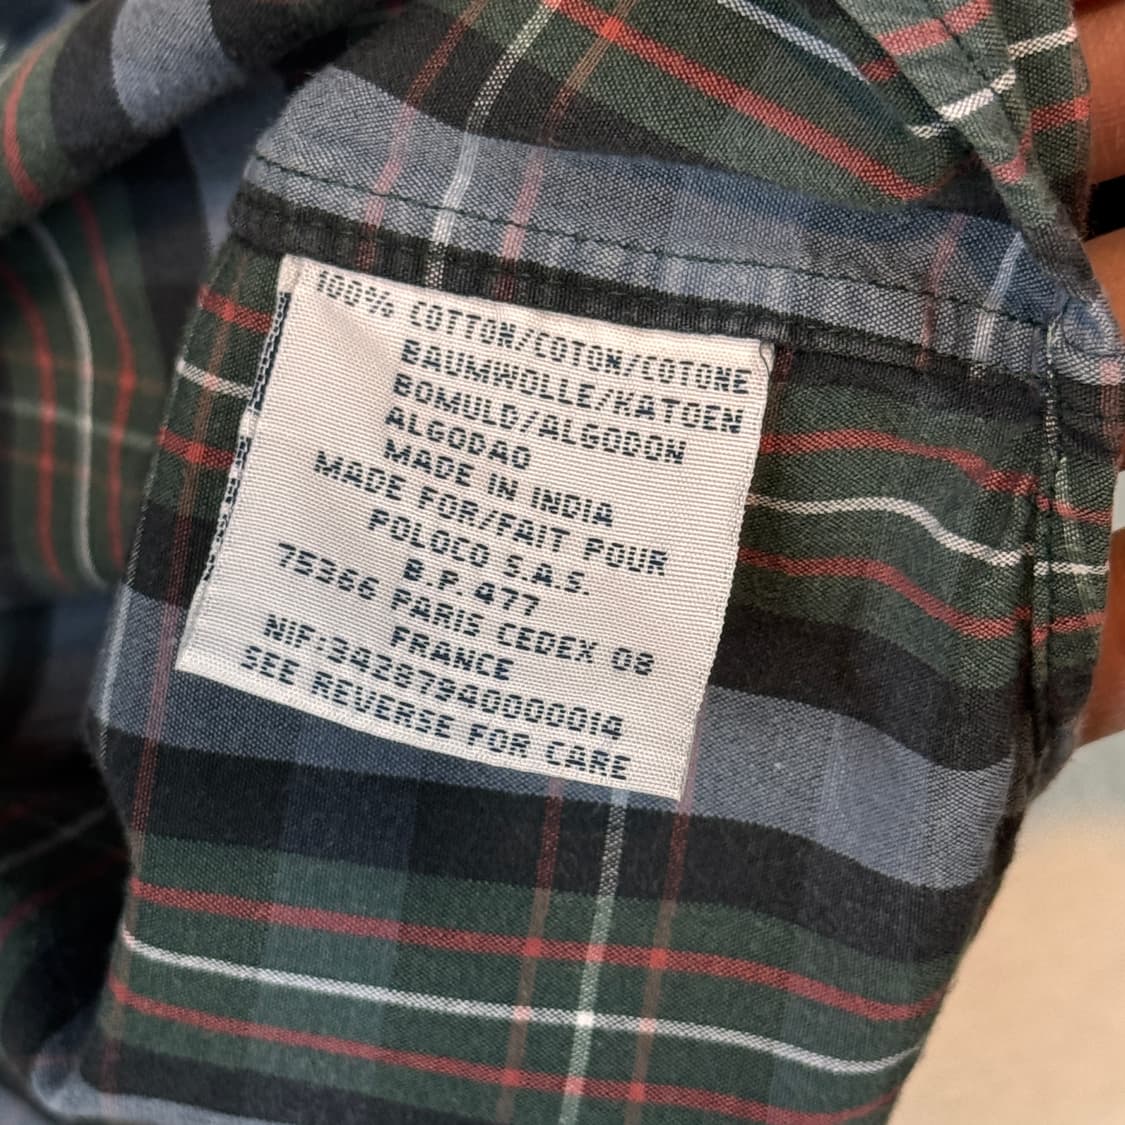 100% COTTON/COTON/COTONE
BAUMWOLLE/KATOEN
BOMULD/ALGODON
ALGODAO
MADE IN INDIA
MADE FOR/FAIT POUR
POLOCO S.A.S.
B.P. 477
75366 PARIS CEDEX 08
FRANCE
NIF:34287940000014
SEE REVERSE FOR CARE